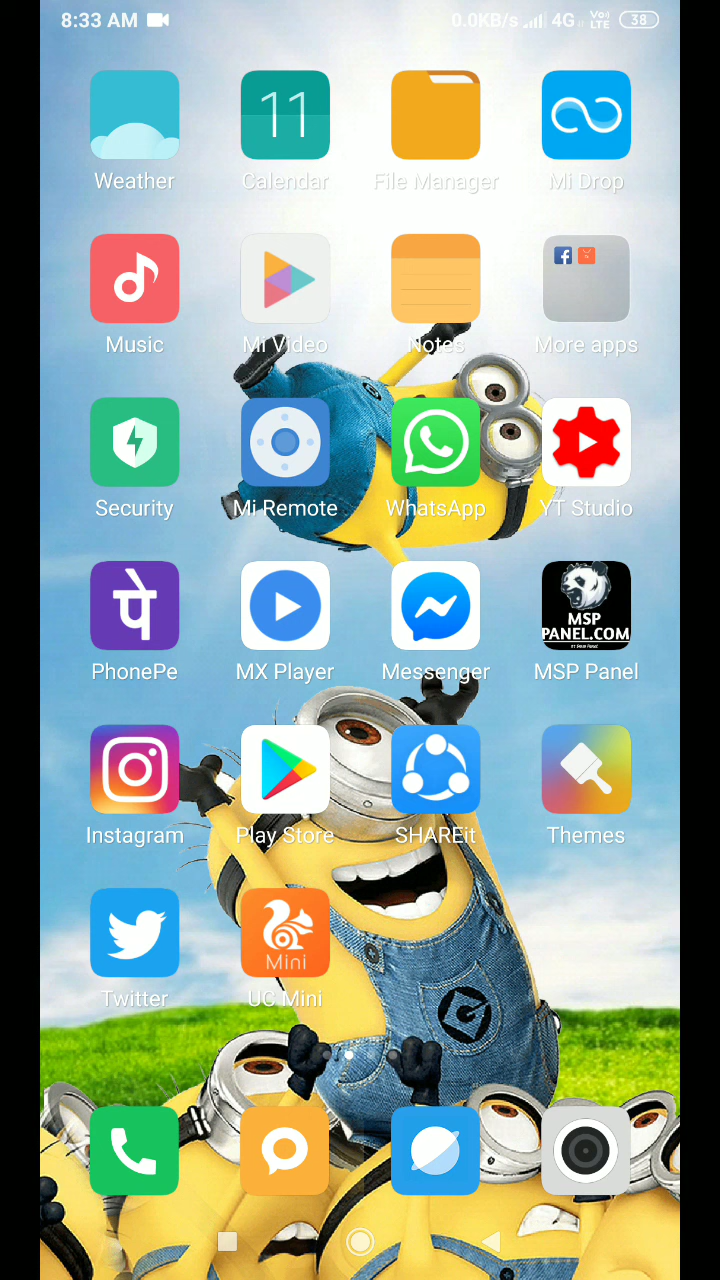 8:33 AM 0.0KB/s 4G Vo) LTE 38
11
Weather Calendar File Manager Mi Drop
Music Mi Video Notes More apps
Security Mi Remote WhatsApp YT Studio
पे
MSP
PANEL.COM
PhonePe MX Player Messenger MSP Panel
Instagram Play Store SHAREit Themes
Mini
Twitter UC Mini